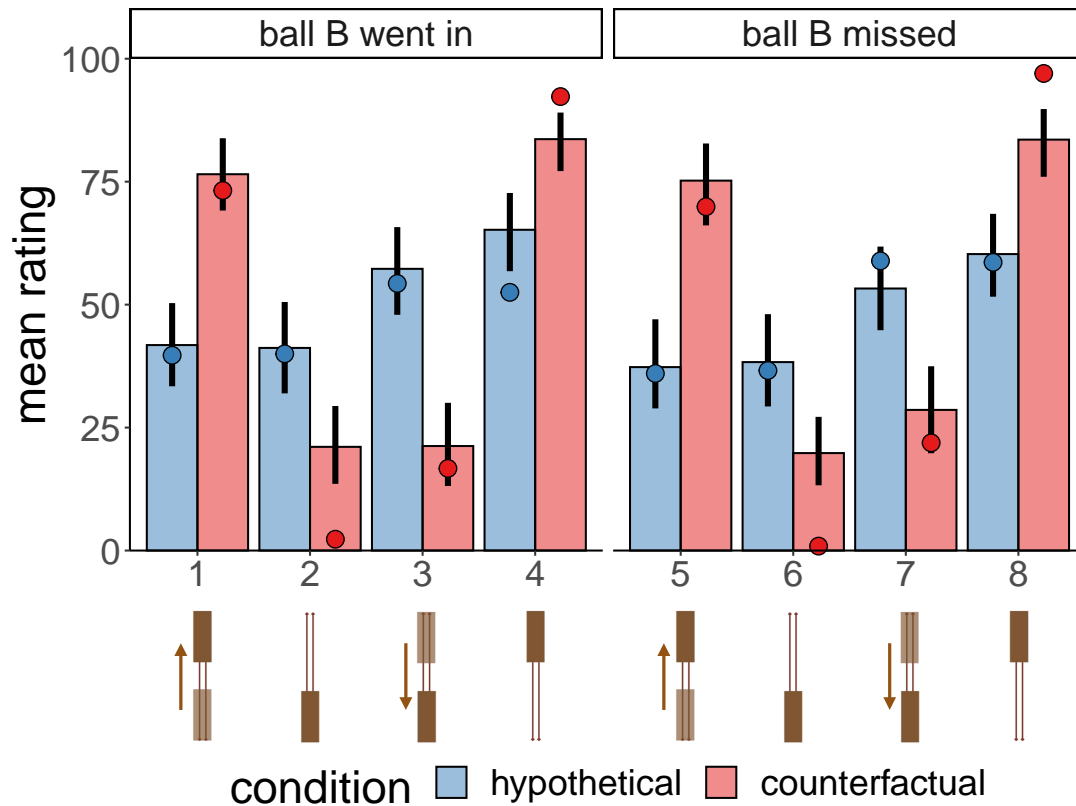 ball B went in
ball B missed
mean rating
100
75
50
25
0
1 2 3 4 5 6 7 8
condition hypothetical counterfactual